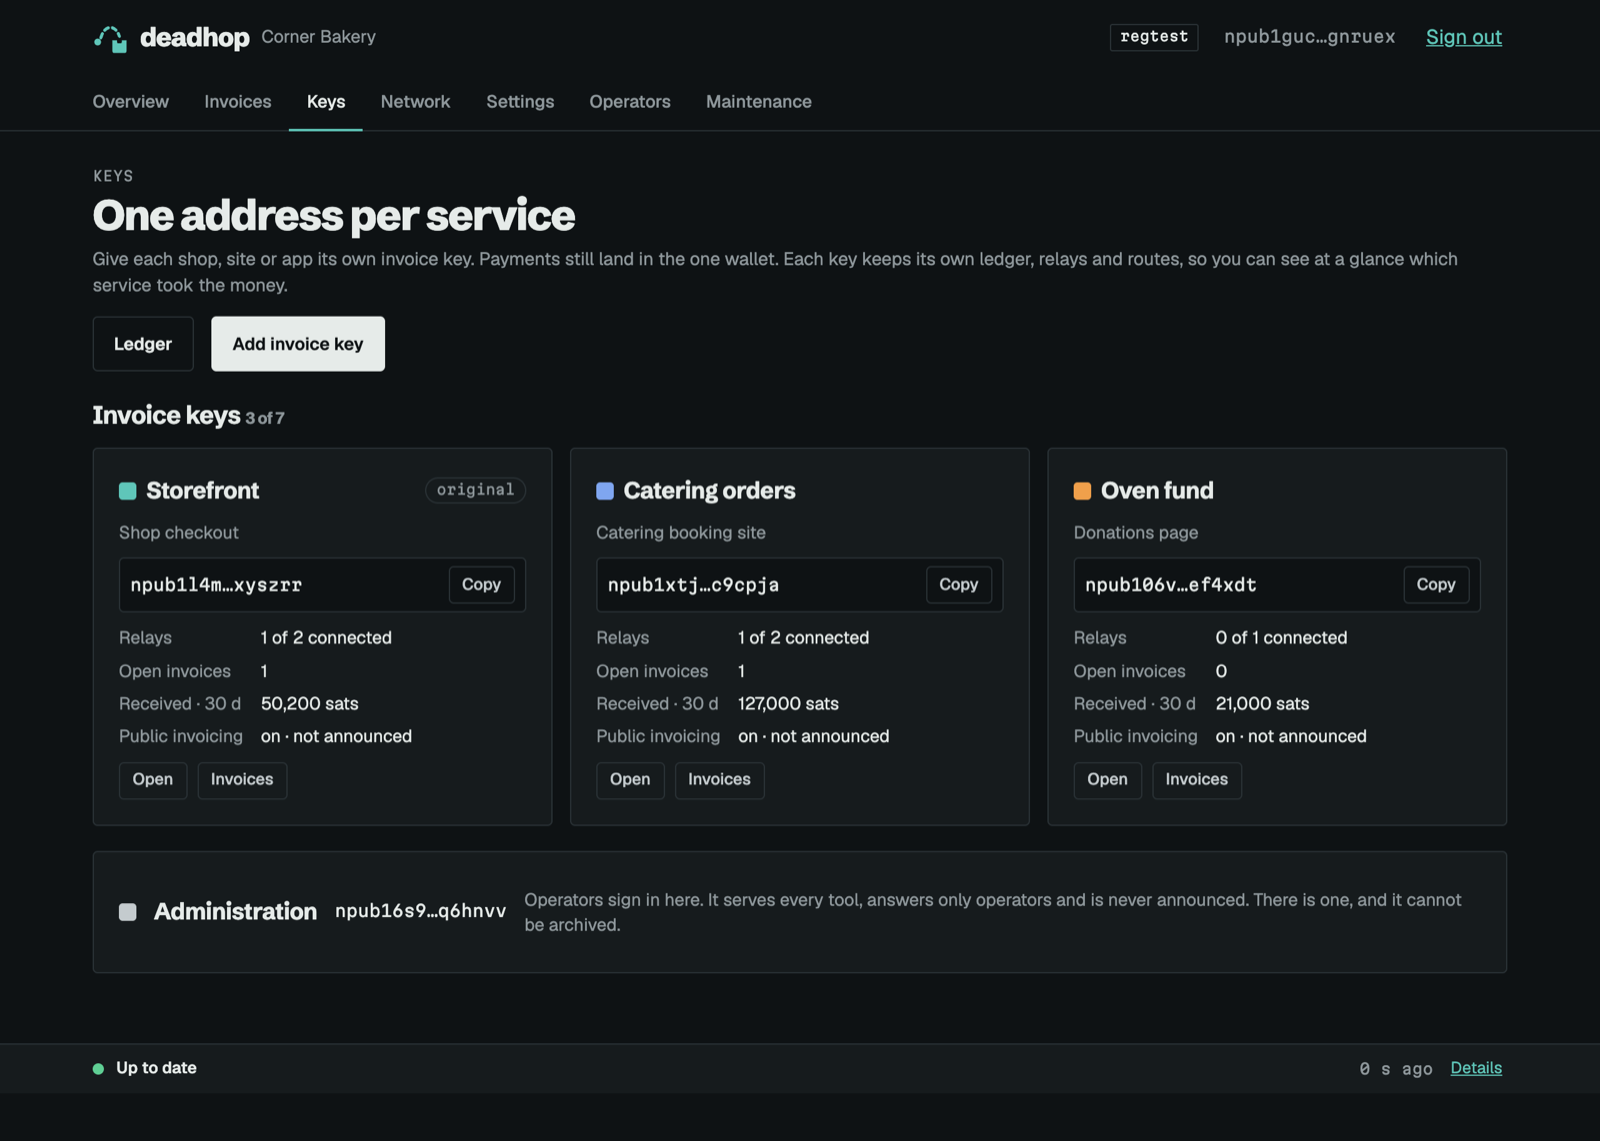 deadhop Corner Bakery
regtest npub1guc…gnruex Sign out
Overview Invoices Keys Network Settings Operators Maintenance
KEYS
One address per service
Give each shop, site or app its own invoice key. Payments still land in the one wallet. Each key keeps its own ledger, relays and routes, so you can see at a glance which
service took the money.
Ledger Add invoice key
Invoice keys 3 of 7
Storefront original
Shop checkout
npub1l4m…xyszrr Copy
Relays 1 of 2 connected
Open invoices 1
Received · 30 d 50,200 sats
Public invoicing on · not announced
Open Invoices
Catering orders
Catering booking site
npub1xtj…c9cpja Copy
Relays 1 of 2 connected
Open invoices 1
Received · 30 d 127,000 sats
Public invoicing on · not announced
Open Invoices
Oven fund
Donations page
npub106v…ef4xdt Copy
Relays 0 of 1 connected
Open invoices 0
Received · 30 d 21,000 sats
Public invoicing on · not announced
Open Invoices
Administration npub16s9…q6hnvv
Operators sign in here. It serves every tool, answers only operators and is never announced. There is one, and it cannot
be archived.
Up to date
0 s ago Details